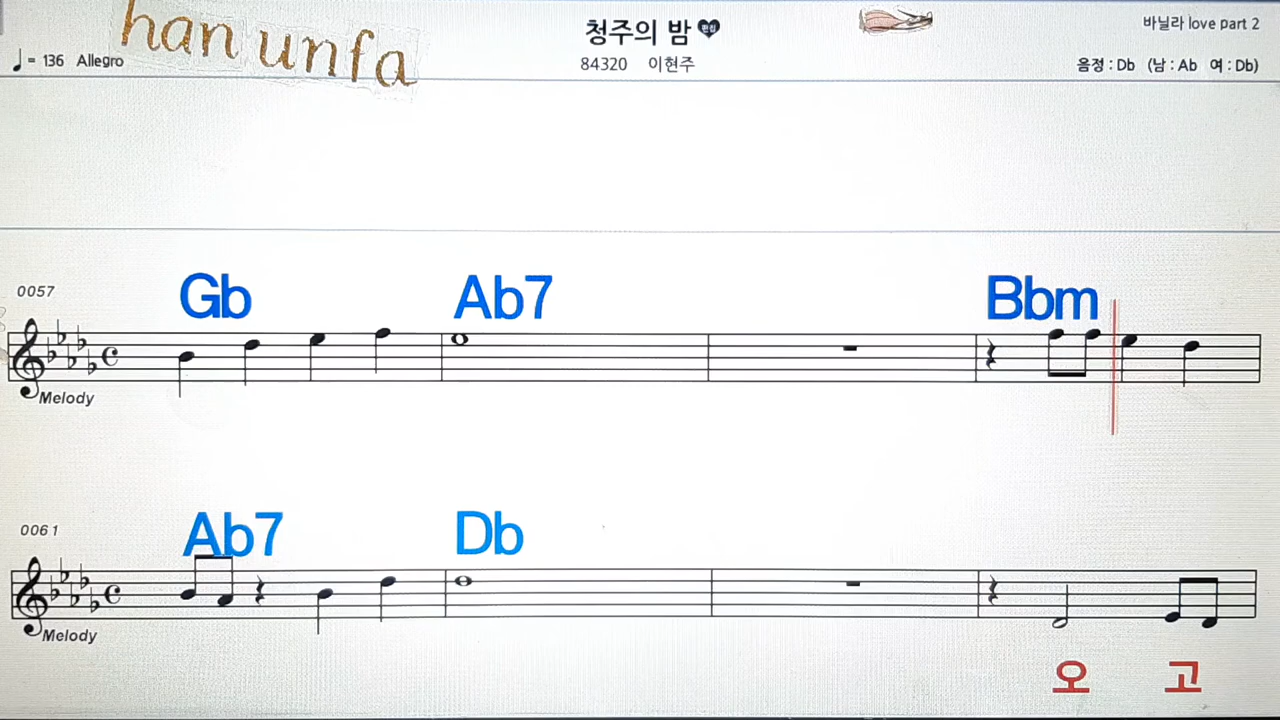 han unfa
청주의 밤
바닐라 love part 2
♩ = 136 Allegro
84320 이현주
음정 : Db (남 : Ab 여 : Db)
0057
Gb Ab7 Bbm
Melody
0061
Ab7 Db
Melody
오 고